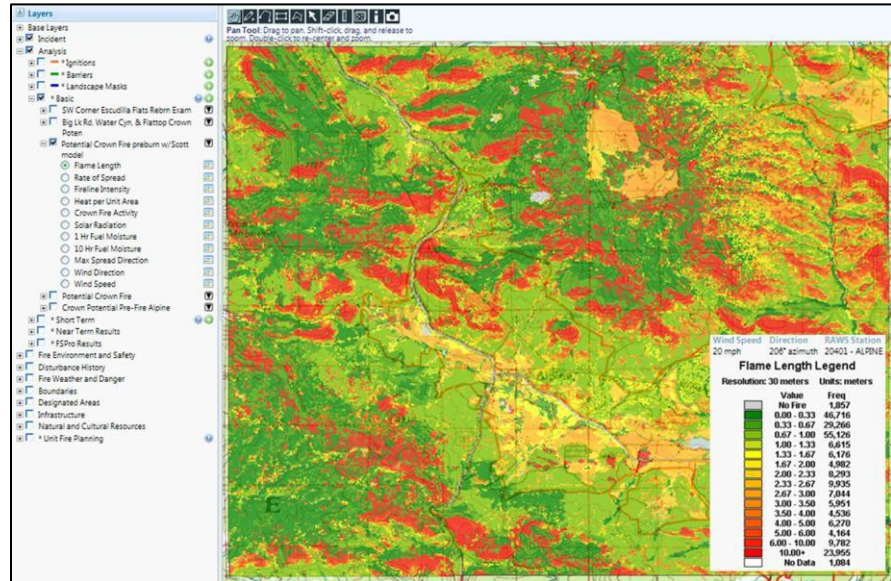 Layers
Base Layers
Incident
Analysis
* Ignitions
* Barriers
* Landscape Masks
* Basic
SW Corner Escudilla Flats Rebrn Exam
Big Lk Rd, Water Cyn, & Flattop Crown
Poten
Potential Crown Fire preburn w/Scott
model
Flame Length
Rate of Spread
Fireline Intensity
Heat per Unit Area
Crown Fire Activity
Solar Radiation
1 Hr Fuel Moisture
10 Hr Fuel Moisture
Max Spread Direction
Wind Direction
Wind Speed
Potential Crown Fire
Crown Potential Pre-Fire Alpine
* Short Term
* Near Term Results
* FSPro Results
Fire Environment and Safety
Disturbance History
Fire Weather and Danger
Boundaries
Designated Areas
Infrastructure
Natural and Cultural Resources
* Unit Fire Planning
Pan Tool: Drag to pan. Shift-click, drag, and release to
zoom. Double-click to re-center and zoom.
E
Wind Speed Direction RAWS Station
20 mph 206° azimuth 20401 - ALPINE
Flame Length Legend
Resolution: 30 meters Units: meters
Value Freq
No Fire 1,857
0.00 - 0.33 46,716
0.33 - 0.67 29,266
0.67 - 1.00 55,126
1.00 - 1.33 6,615
1.33 - 1.67 6,176
1.67 - 2.00 4,982
2.00 - 2.33 8,293
2.33 - 2.67 9,935
2.67 - 3.00 7,044
3.00 - 3.50 5,951
3.50 - 4.00 4,536
4.00 - 5.00 6,270
5.00 - 6.00 4,164
6.00 - 10.00 9,782
10.00+ 23,955
No Data 1,084